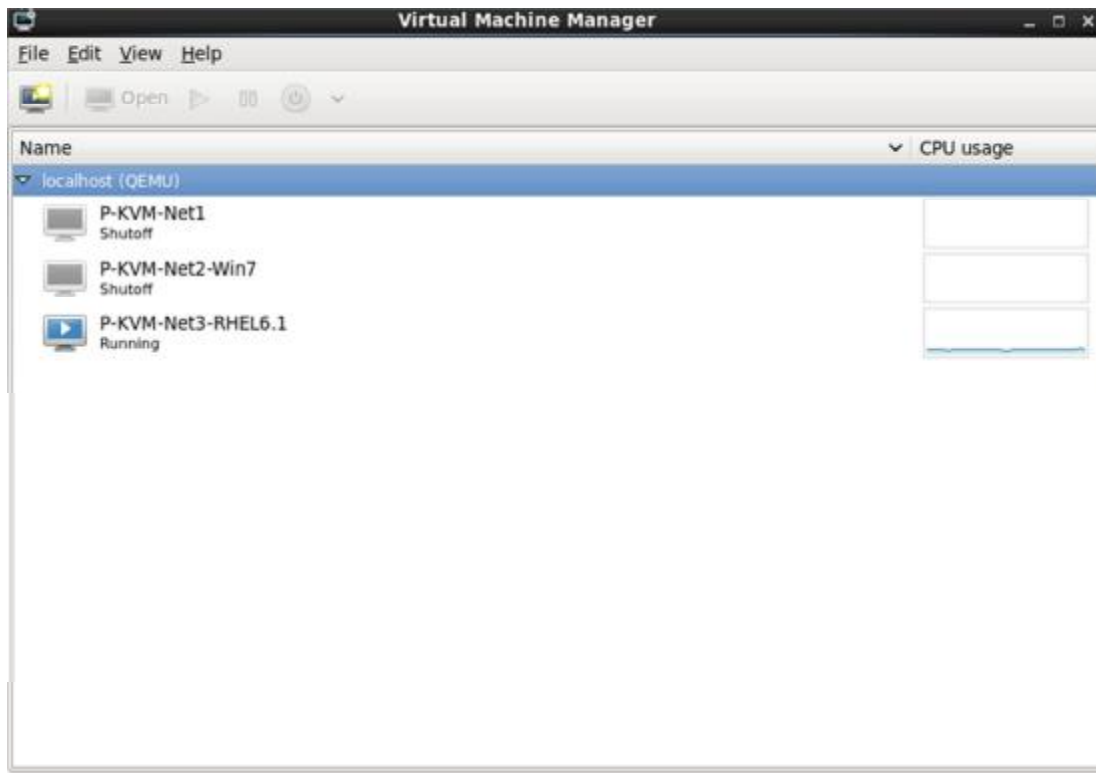 Virtual Machine Manager
File Edit View Help
Open
Name CPU usage
localhost (QEMU)
P-KVM-Net1
Shutoff
P-KVM-Net2-Win7
Shutoff
P-KVM-Net3-RHEL6.1
Running